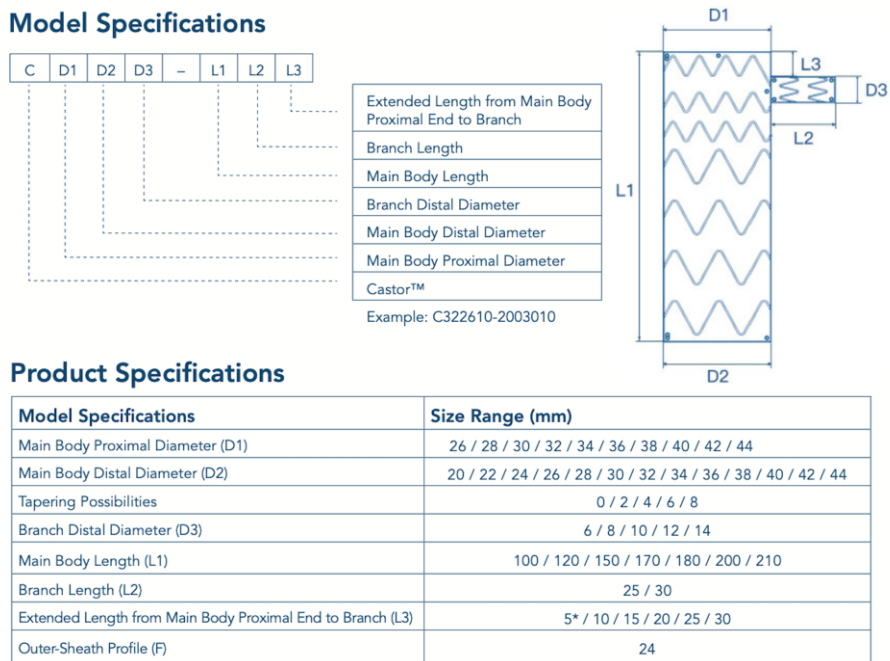 Model Specifications
C D1 D2 D3 – L1 L2 L3
Extended Length from Main Body
Proximal End to Branch
Branch Length
Main Body Length
Branch Distal Diameter
Main Body Distal Diameter
Main Body Proximal Diameter
Castor™
Example: C322610-2003010
D1
L3
D3
L2
L1
D2
Product Specifications
Model Specifications Size Range (mm)
Main Body Proximal Diameter (D1) 26 / 28 / 30 / 32 / 34 / 36 / 38 / 40 / 42 / 44
Main Body Distal Diameter (D2) 20 / 22 / 24 / 26 / 28 / 30 / 32 / 34 / 36 / 38 / 40 / 42 / 44
Tapering Possibilities 0 / 2 / 4 / 6 / 8
Branch Distal Diameter (D3) 6 / 8 / 10 / 12 / 14
Main Body Length (L1) 100 / 120 / 150 / 170 / 180 / 200 / 210
Branch Length (L2) 25 / 30
Extended Length from Main Body Proximal End to Branch (L3) 5* / 10 / 15 / 20 / 25 / 30
Outer-Sheath Profile (F) 24